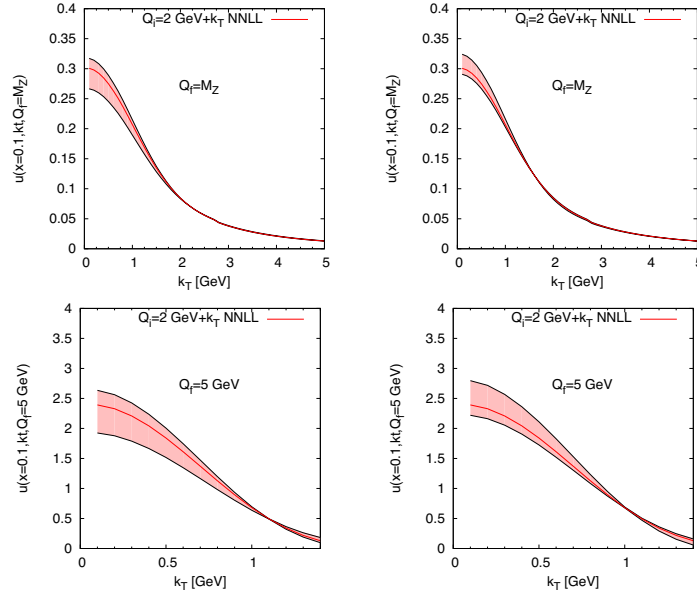 Q_i=2 GeV+k_T NNLL
Q_f=M_Z
u(x=0.1,kt,Q_f=M_Z)
0.4
0.35
0.3
0.25
0.2
0.15
0.1
0.05
0
0 1 2 3 4 5
k_T [GeV]
Q_i=2 GeV+k_T NNLL
Q_f=M_Z
u(x=0.1,kt,Q_f=M_Z)
0.4
0.35
0.3
0.25
0.2
0.15
0.1
0.05
0
0 1 2 3 4 5
k_T [GeV]
Q_i=2 GeV+k_T NNLL
Q_f=5 GeV
u(x=0.1,kt,Q_f=5 GeV)
4
3.5
3
2.5
2
1.5
1
0.5
0
0 0.5 1
k_T [GeV]
Q_i=2 GeV+k_T NNLL
Q_f=5 GeV
u(x=0.1,kt,Q_f=5 GeV)
4
3.5
3
2.5
2
1.5
1
0.5
0
0 0.5 1
k_T [GeV]